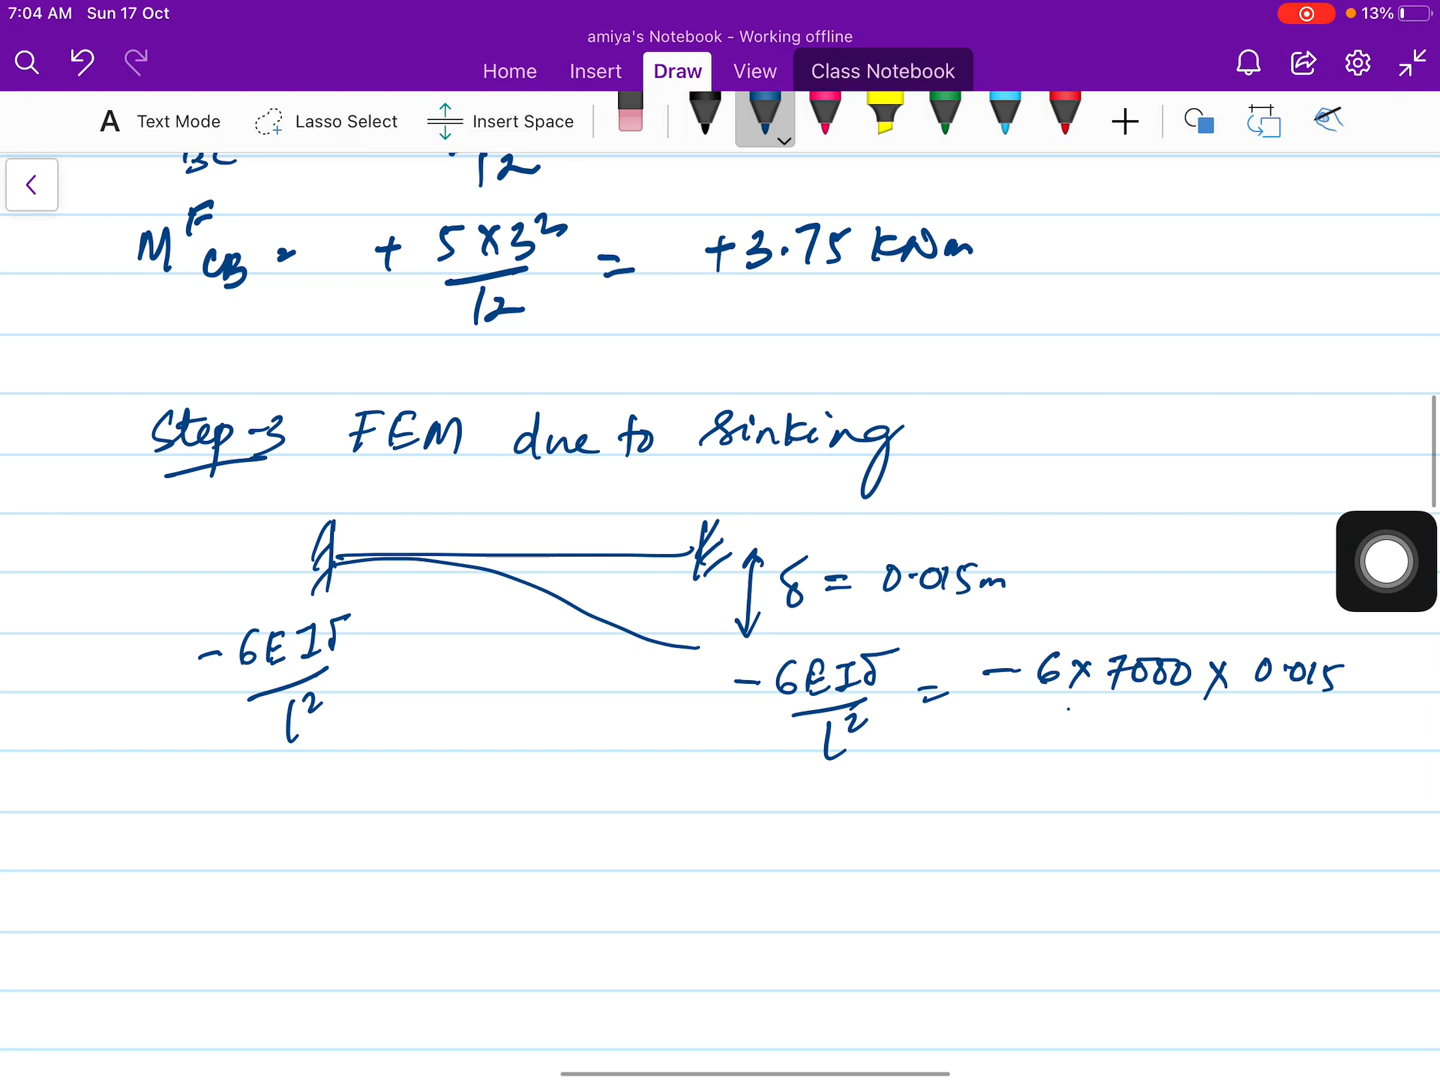 7:04 AM Sun 17 Oct
13%
amiya's Notebook - Working offline
Home Insert Draw View Class Notebook
A Text Mode Lasso Select Insert Space
BC 12
M^F_CB = + 5 × 3² / 12 = +3.75 KNm
Step-3 FEM due to sinking
δ = 0.015m
- 6EIδ / l²
- 6EIδ / L² = - 6 × 7000 × 0.015